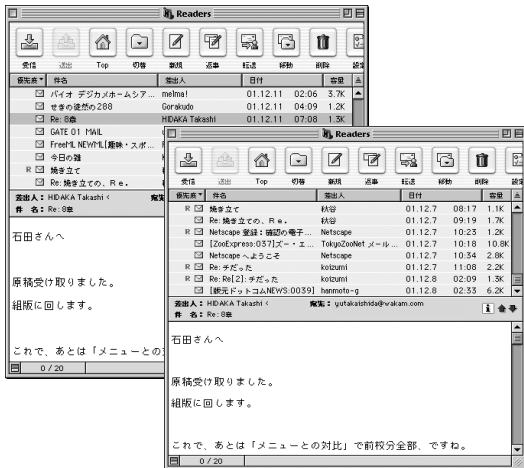 Readers
受信 送出 Top 切替 新規 返事 転送 移動 削除
優先度 件名 差出人 日付 容量
バイオ デジカメホームシア... melma! 01.12.11 02:06 3.7K
せきの徒然の288 Gorakudo 01.12.11 04:09 1.2K
Re: 8章 HIDAKA Takashi 01.12.11 07:08 1.3K
GATE 01 MAIL
FreeML NEWML[趣味・スポ...
今日の雑
R 焼き立て
Re: 焼き立ての、Re。
差出人: HIDAKA Takashi <
件 名: Re: 8章
石田さんへ
原稿受け取りました。
組版に回します。
これで、あとは「メニューとの
0 / 20
Readers
受信 送出 Top 切替 新規 返事 転送 移動 削除
優先度 件名 差出人 日付 容量
R 焼き立て 秋谷 01.12.7 08:17 1.1K
Re: 焼き立ての、Re。 秋谷 01.12.7 09:19 1.7K
R Netscape 登録: 確認の電子... Netscape 01.12.7 10:23 1.2K
[ZooExpress:037]ズー・エ... TokyoZooNet メール... 01.12.7 10:18 10.8K
Netscape へようこそ Netscape 01.12.7 10:34 2.8K
R Re: チだった koizumi 01.12.7 11:08 2.2K
R Re: Re[2]: チだった koizumi 01.12.8 02:09 1.3K
[販元ドットコムNEWS:0039] hanmoto-g 01.12.8 02:33 6.2K
差出人: HIDAKA Takashi < 宛先: yutakaishida@wakam.com
件 名: Re: 8章
石田さんへ
原稿受け取りました。
組版に回します。
これで、あとは「メニューとの対比」で前校分全部、ですね。
0 / 20